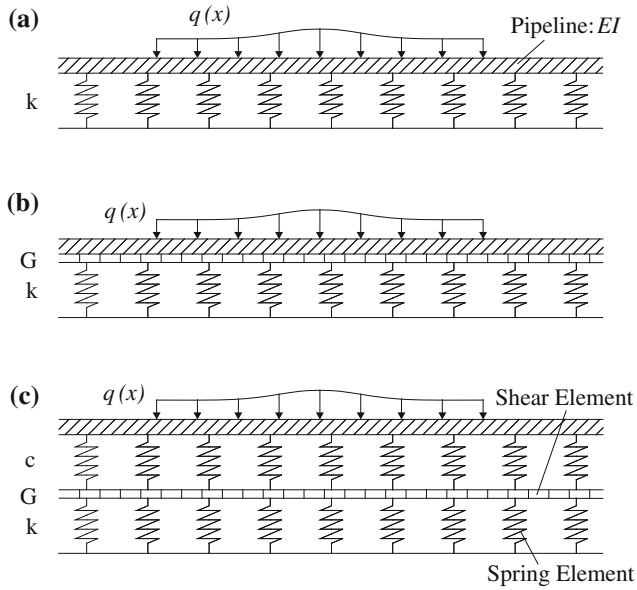 (a)
q(x)
Pipeline: EI
k
(b)
q(x)
G
k
(c)
q(x)
Shear Element
c
G
k
Spring Element